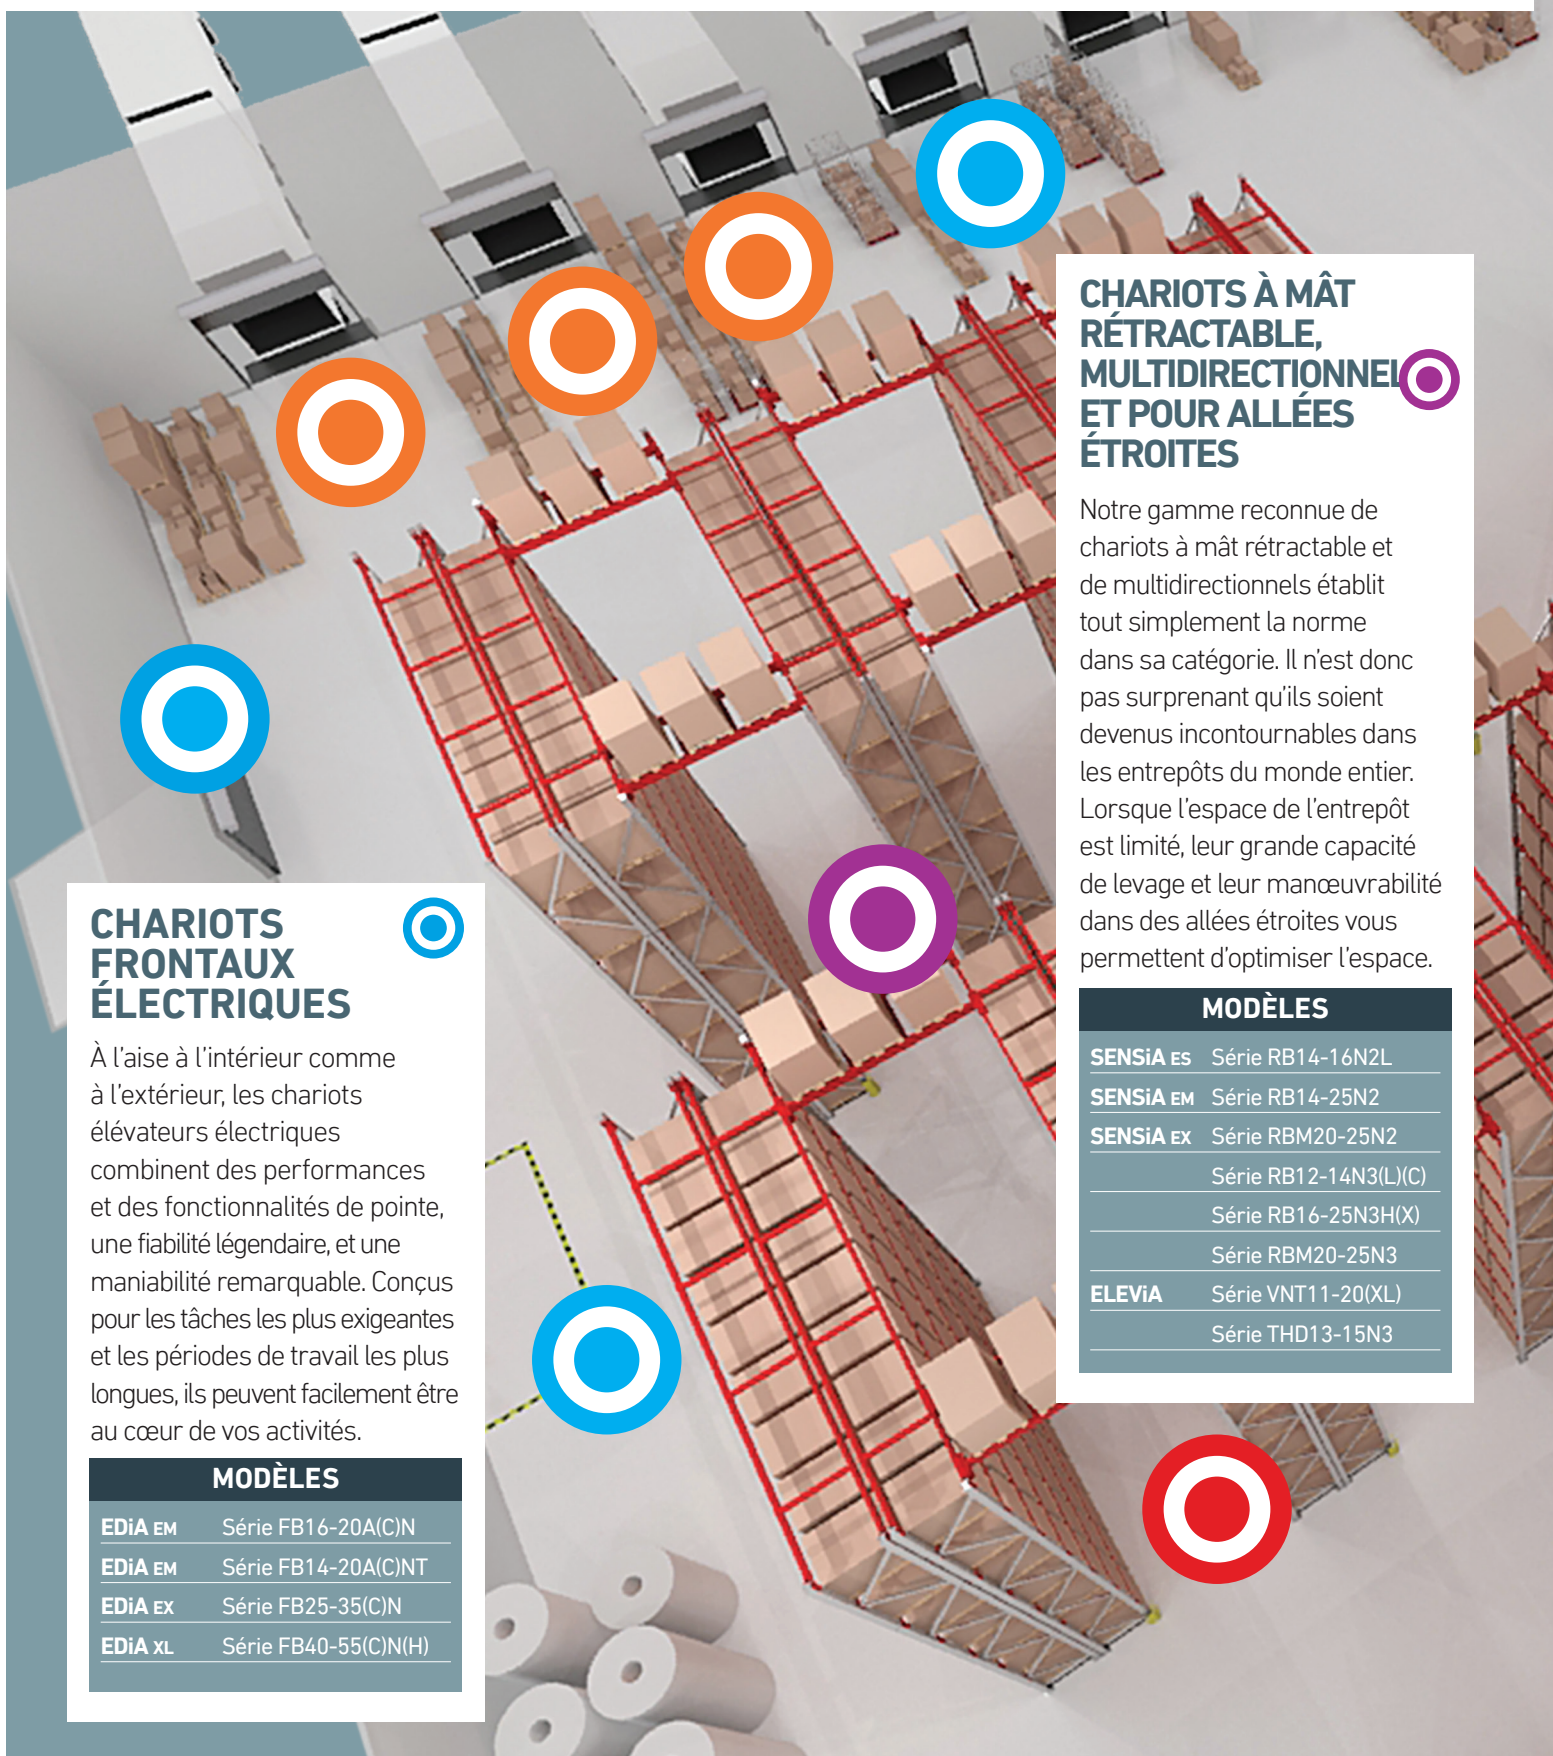 CHARIOTS À MÂT
RÉTRACTABLE,
MULTIDIRECTIONNEL
ET POUR ALLÉES
ÉTROITES
Notre gamme reconnue de
chariots à mât rétractable et
de multidirectionnels établit
tout simplement la norme
dans sa catégorie. Il n'est donc
pas surprenant qu'ils soient
devenus incontournables dans
les entrepôts du monde entier.
Lorsque l'espace de l'entrepôt
est limité, leur grande capacité
de levage et leur manœuvrabilité
dans des allées étroites vous
permettent d'optimiser l'espace.
MODÈLES
SENSiA ES Série RB14-16N2L
SENSiA EM Série RB14-25N2
SENSiA EX Série RBM20-25N2
Série RB12-14N3(L)(C)
Série RB16-25N3H(X)
Série RBM20-25N3
ELEViA Série VNT11-20(XL)
Série THD13-15N3
CHARIOTS
FRONTAUX
ÉLECTRIQUES
À l'aise à l'intérieur comme
à l'extérieur, les chariots
élévateurs électriques
combinent des performances
et des fonctionnalités de pointe,
une fiabilité légendaire, et une
maniabilité remarquable. Conçus
pour les tâches les plus exigeantes
et les périodes de travail les plus
longues, ils peuvent facilement être
au cœur de vos activités.
MODÈLES
EDiA EM Série FB16-20A(C)N
EDiA EM Série FB14-20A(C)NT
EDiA EX Série FB25-35(C)N
EDiA XL Série FB40-55(C)N(H)